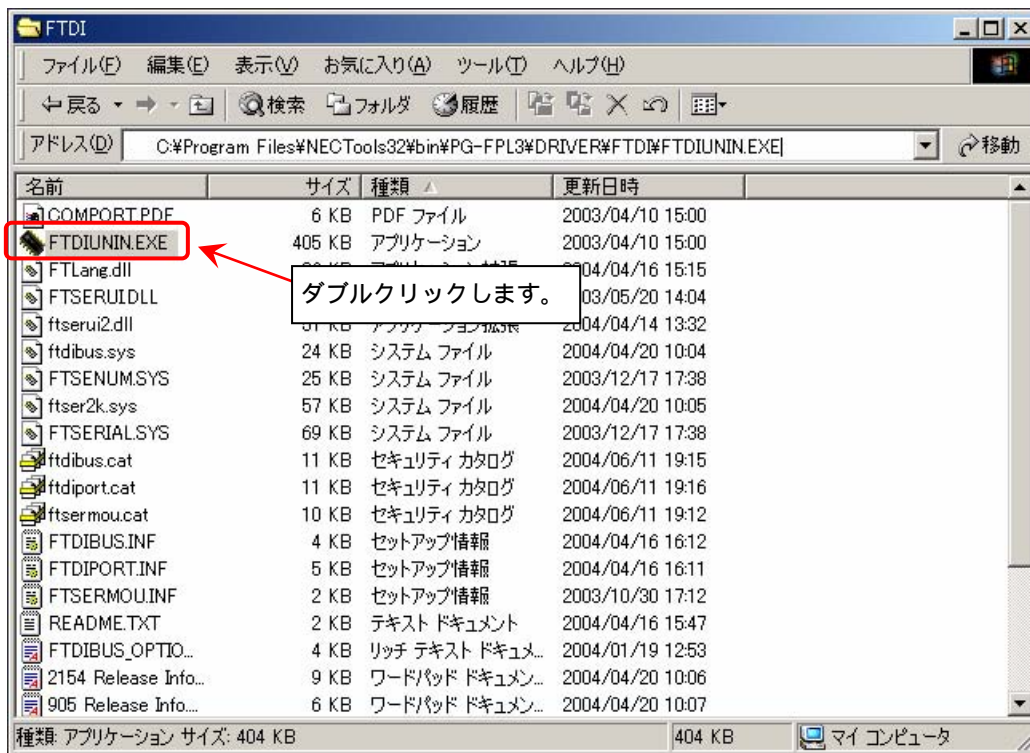 FTDI
ファイル(F) 編集(E) 表示(V) お気に入り(A) ツール(T) ヘルプ(H)
戻る 検索 フォルダ 履歴
アドレス(D) C:¥Program Files¥NECTools32¥bin¥PG-FPL3¥DRIVER¥FTDI¥FTDIUNIN.EXE 移動
名前 サイズ 種類 更新日時
COMPORT.PDF 6 KB PDF ファイル 2003/04/10 15:00
FTDIUNIN.EXE 405 KB アプリケーション 2003/04/10 15:00
FTLang.dll 04/04/16 15:15
ダブルクリックします。
FTSERUI.DLL 03/05/20 14:04
ftserui2.dll KB アプリケーション拡張 2004/04/14 13:32
ftdibus.sys 24 KB システム ファイル 2004/04/20 10:04
FTSENUM.SYS 25 KB システム ファイル 2003/12/17 17:38
ftser2k.sys 57 KB システム ファイル 2004/04/20 10:05
FTSERIAL.SYS 69 KB システム ファイル 2003/12/17 17:38
ftdibus.cat 11 KB セキュリティ カタログ 2004/06/11 19:15
ftdiport.cat 11 KB セキュリティ カタログ 2004/06/11 19:16
ftsermou.cat 10 KB セキュリティ カタログ 2004/06/11 19:12
FTDIBUS.INF 4 KB セットアップ情報 2004/04/16 16:12
FTDIPORT.INF 5 KB セットアップ情報 2004/04/16 16:11
FTSERMOU.INF 2 KB セットアップ情報 2003/10/30 17:12
README.TXT 2 KB テキスト ドキュメント 2004/04/16 15:47
FTDIBUS_OPTIO... 4 KB リッチ テキスト ドキュメ... 2004/01/19 12:53
2154 Release Info... 9 KB ワードパッド ドキュメン... 2004/04/20 10:06
905 Release Info.... 6 KB ワードパッド ドキュメン... 2004/04/20 10:07
種類: アプリケーション サイズ: 404 KB 404 KB マイ コンピュータ